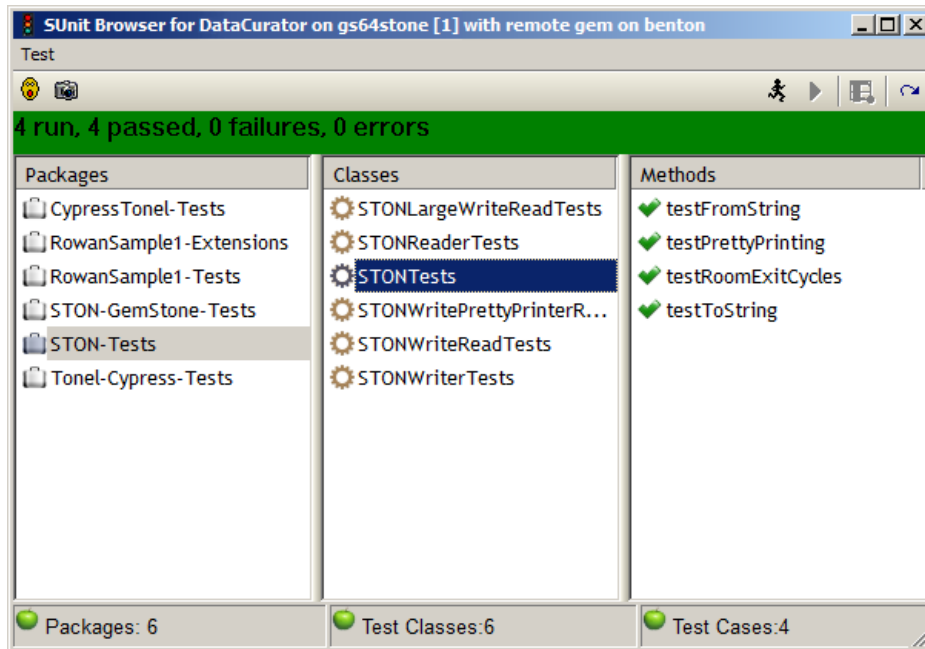 SUnit Browser for DataCurator on gs64stone [1] with remote gem on benton
Test
4 run, 4 passed, 0 failures, 0 errors
Packages
CypressTonel-Tests
RowanSample1-Extensions
RowanSample1-Tests
STON-GemStone-Tests
STON-Tests
Tonel-Cypress-Tests
Classes
STONLargeWriteReadTests
STONReaderTests
STONTests
STONWritePrettyPrinterR...
STONWriteReadTests
STONWriterTests
Methods
testFromString
testPrettyPrinting
testRoomExitCycles
testToString
Packages: 6
Test Classes:6
Test Cases:4